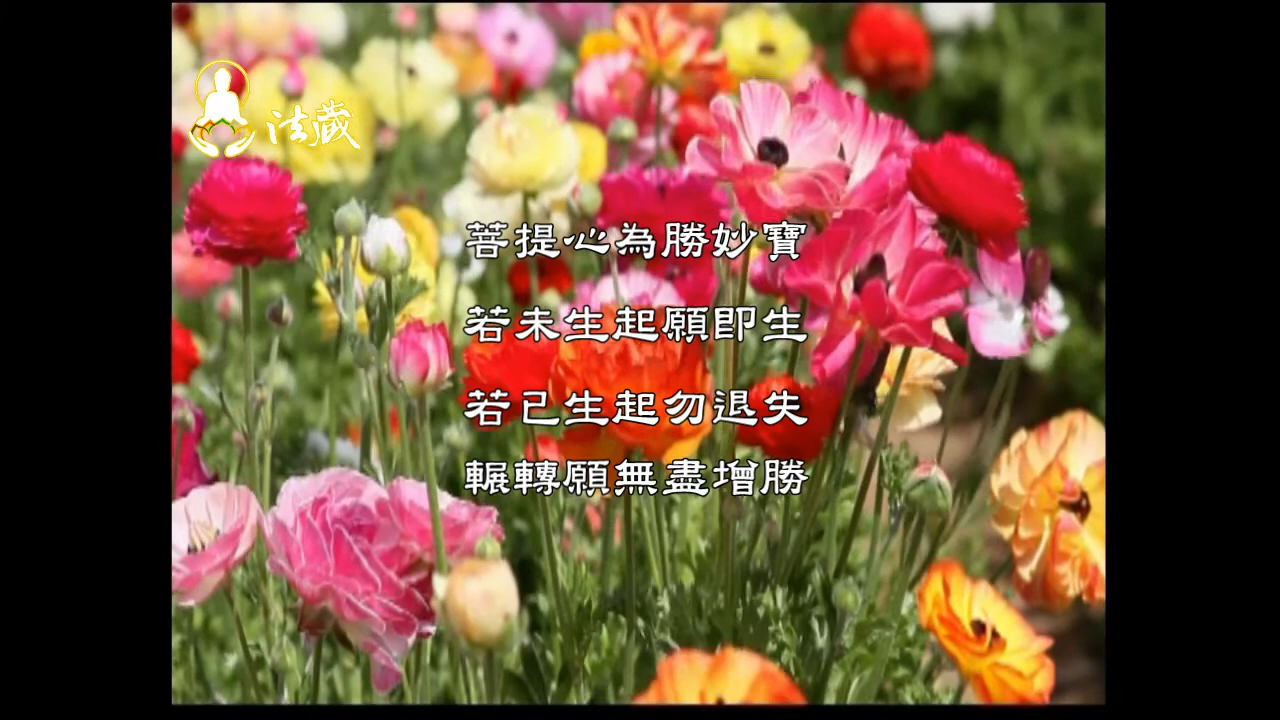 法藏
菩提心為勝妙寶
若未生起願即生
若已生起勿退失
輾轉願無盡增勝